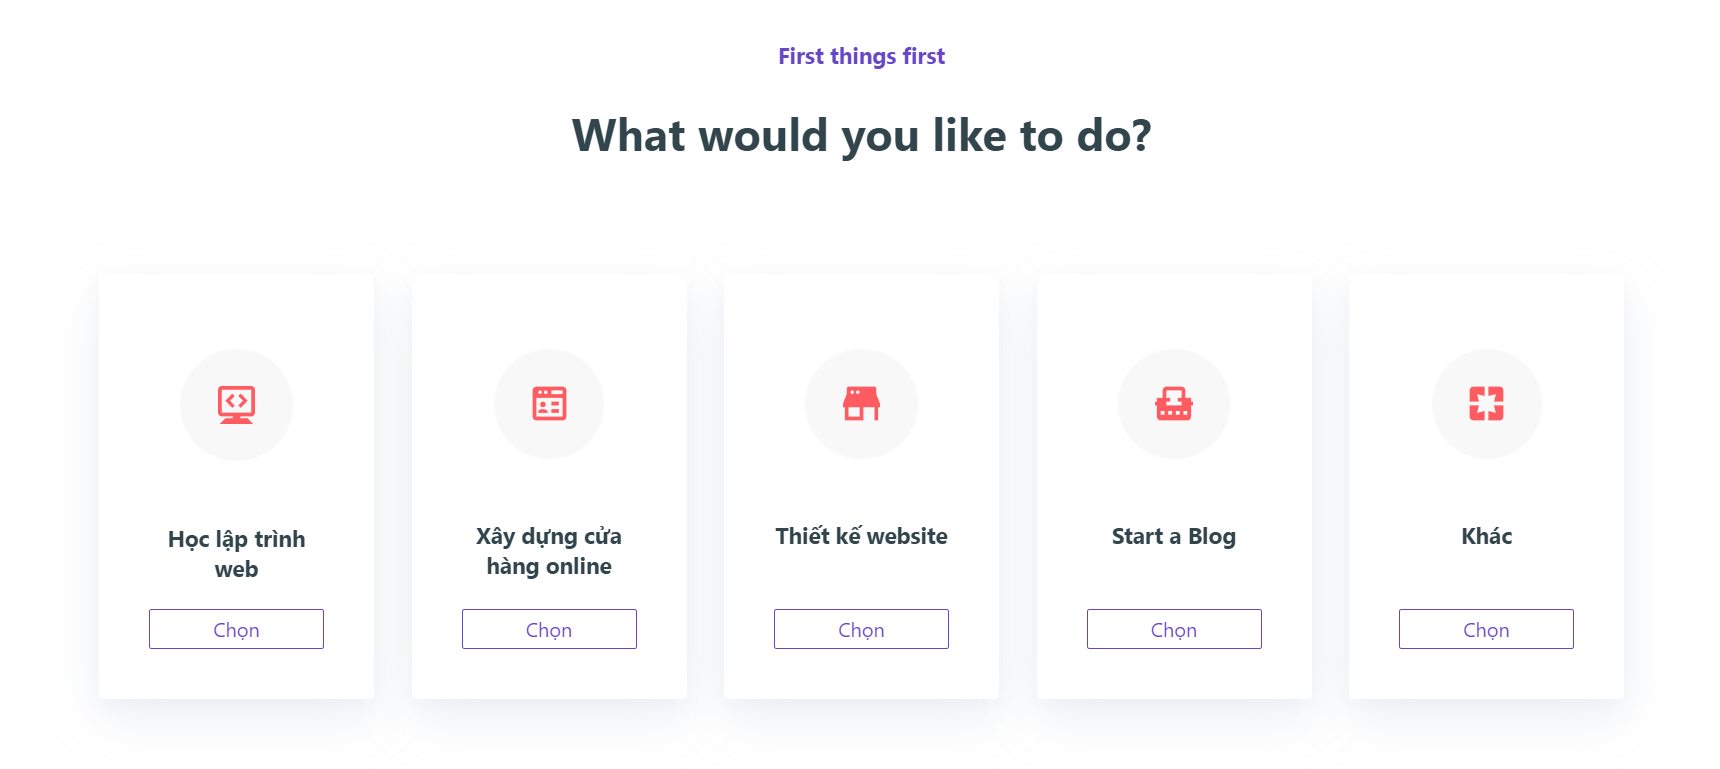 First things first
What would you like to do?
Học lập trình
web
Chọn
Xây dựng cửa
hàng online
Chọn
Thiết kế website
Chọn
Start a Blog
Chọn
Khác
Chọn